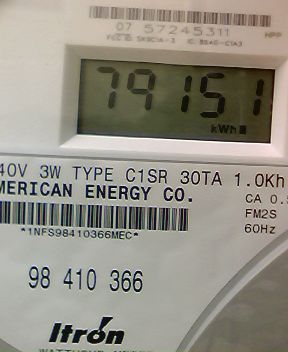 07 57245311
HPP
79151
kWh
40V 3W TYPE C1SR 30TA 1.0Kh
MERICAN ENERGY CO.
CA 0.
FM2S
60Hz
*1NFS98410366MEC*
98 410 366
Itron